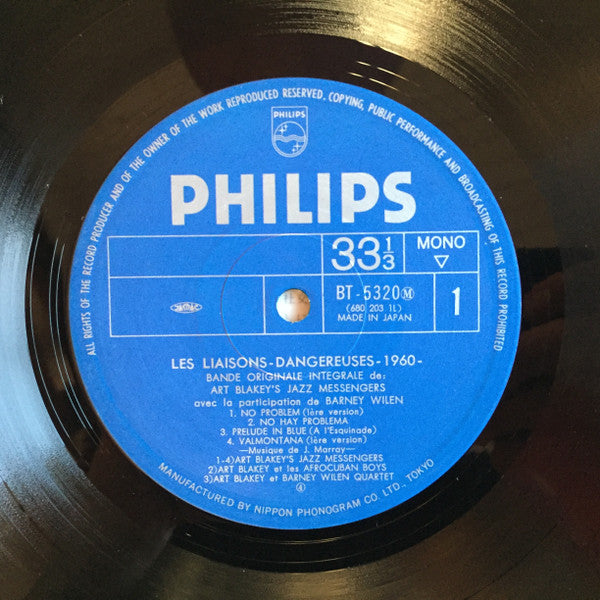 ALL RIGHTS OF THE RECORD PRODUCER AND OF THE OWNER OF THE WORK REPRODUCED RESERVED. COPYING, PUBLIC PERFORMANCE AND BROADCASTING OF THIS RECORD PROHIBITED
PHILIPS
PHILIPS
33 1/3
MONO
▽
BT-5320Ⓜ
(680 203 1L)
MADE IN JAPAN
1
LES LIAISONS-DANGEREUSES-1960-
BANDE ORIGINALE INTEGRALE de:
ART BLAKEY'S JAZZ MESSENGERS
avec la participation de BARNEY WILEN
1. NO PROBLEM (1ère version)
2. NO HAY PROBLEMA
3. PRELUDE IN BLUE (A l'Esquinade)
4. VALMONTANA (1ère version)
—Musique de J. Marray—
1-4)ART BLAKEY'S JAZZ MESSENGERS
2)ART BLAKEY et les AFROCUBAN BOYS
3)ART BLAKEY et BARNEY WILEN QUARTET
④
MANUFACTURED BY NIPPON PHONOGRAM CO. LTD., TOKYO